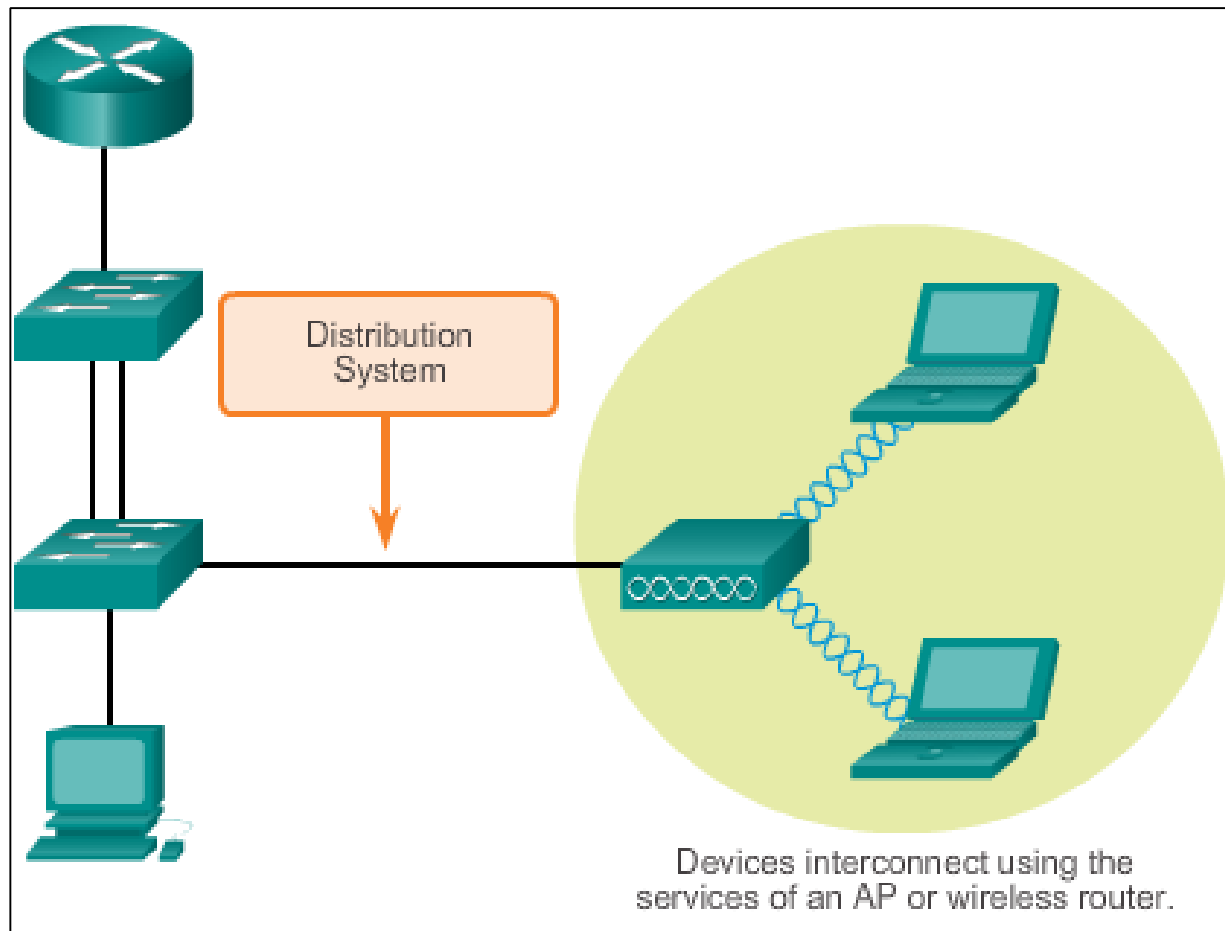 Distribution
System
Devices interconnect using the
services of an AP or wireless router.